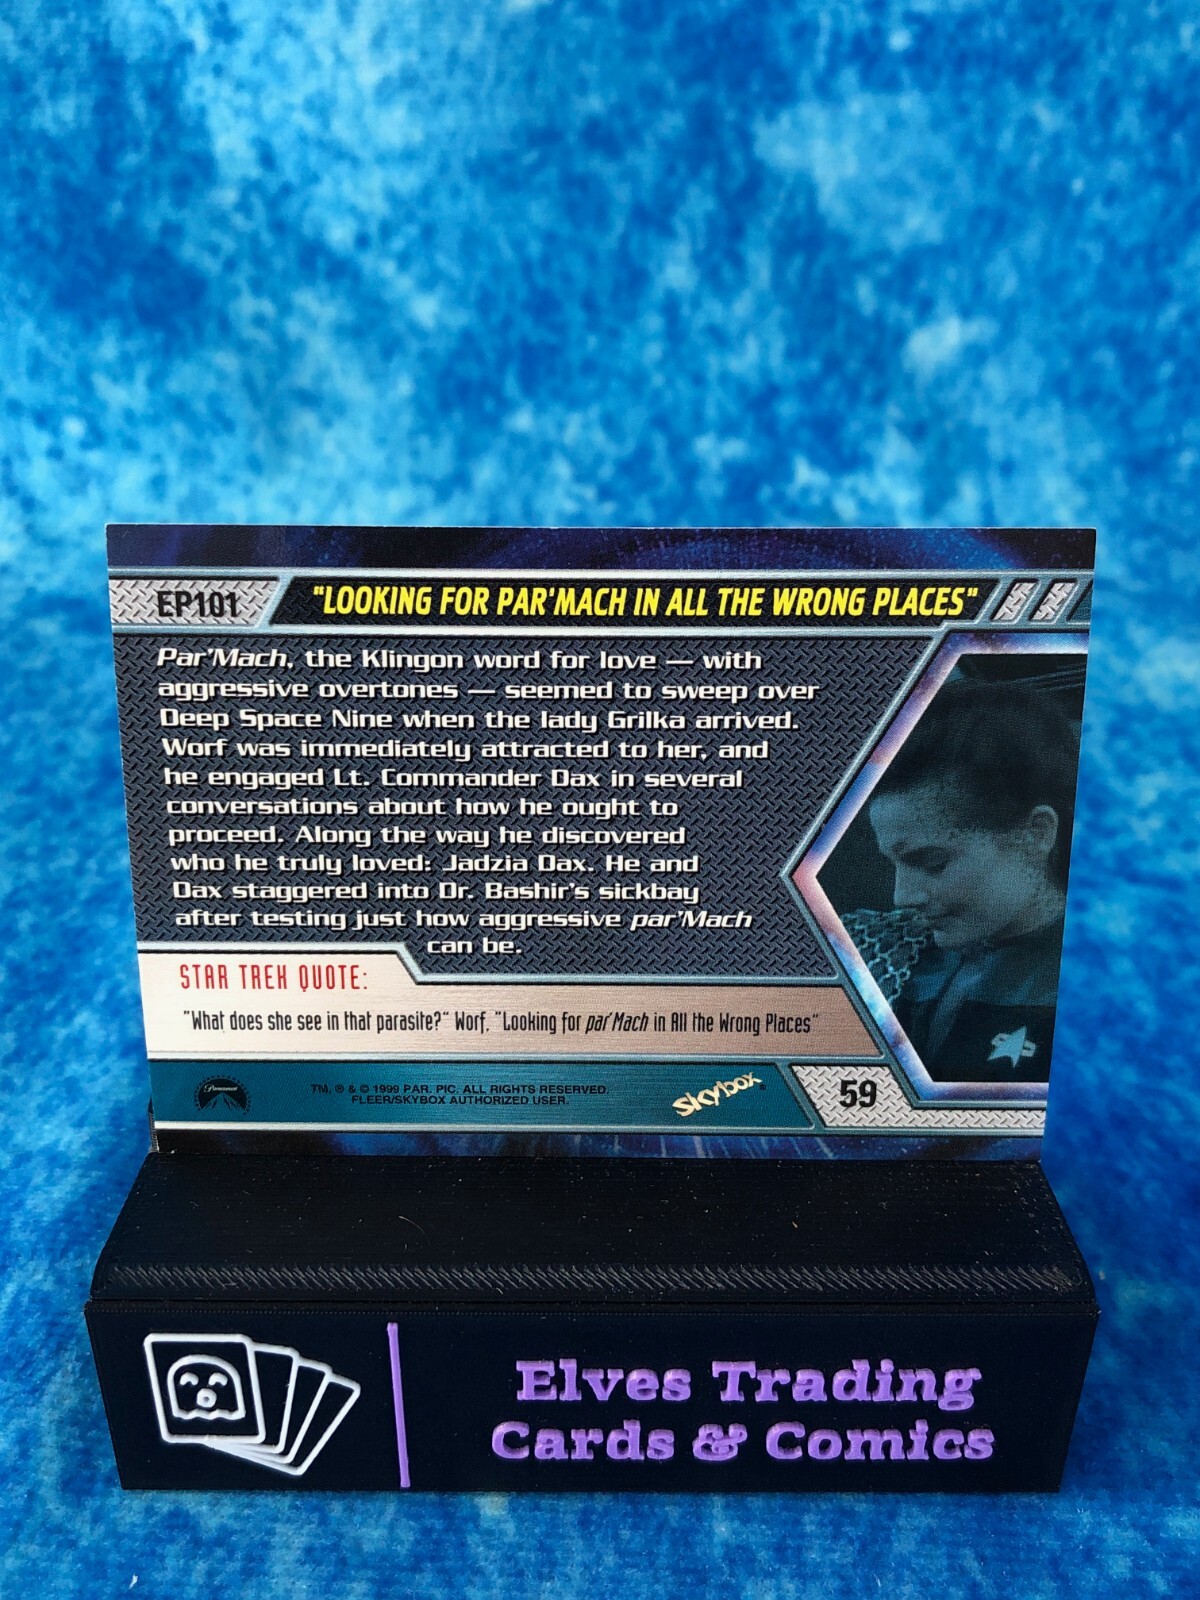 EP101
"LOOKING FOR PAR'MACH IN ALL THE WRONG PLACES"
Par'Mach, the Klingon word for love — with
aggressive overtones — seemed to sweep over
Deep Space Nine when the lady Grilka arrived.
Worf was immediately attracted to her, and
he engaged Lt. Commander Dax in several
conversations about how he ought to
proceed. Along the way he discovered
who he truly loved: Jadzia Dax. He and
Dax staggered into Dr. Bashir's sickbay
after testing just how aggressive par'Mach
can be.
STAR TREK QUOTE:
"What does she see in that parasite?" Worf, "Looking for par'Mach in All the Wrong Places"
Paramount
TM, ® & © 1999 PAR. PIC. ALL RIGHTS RESERVED.
FLEER/SKYBOX AUTHORIZED USER.
SkyBox®
59
Elves Trading
Cards & Comics